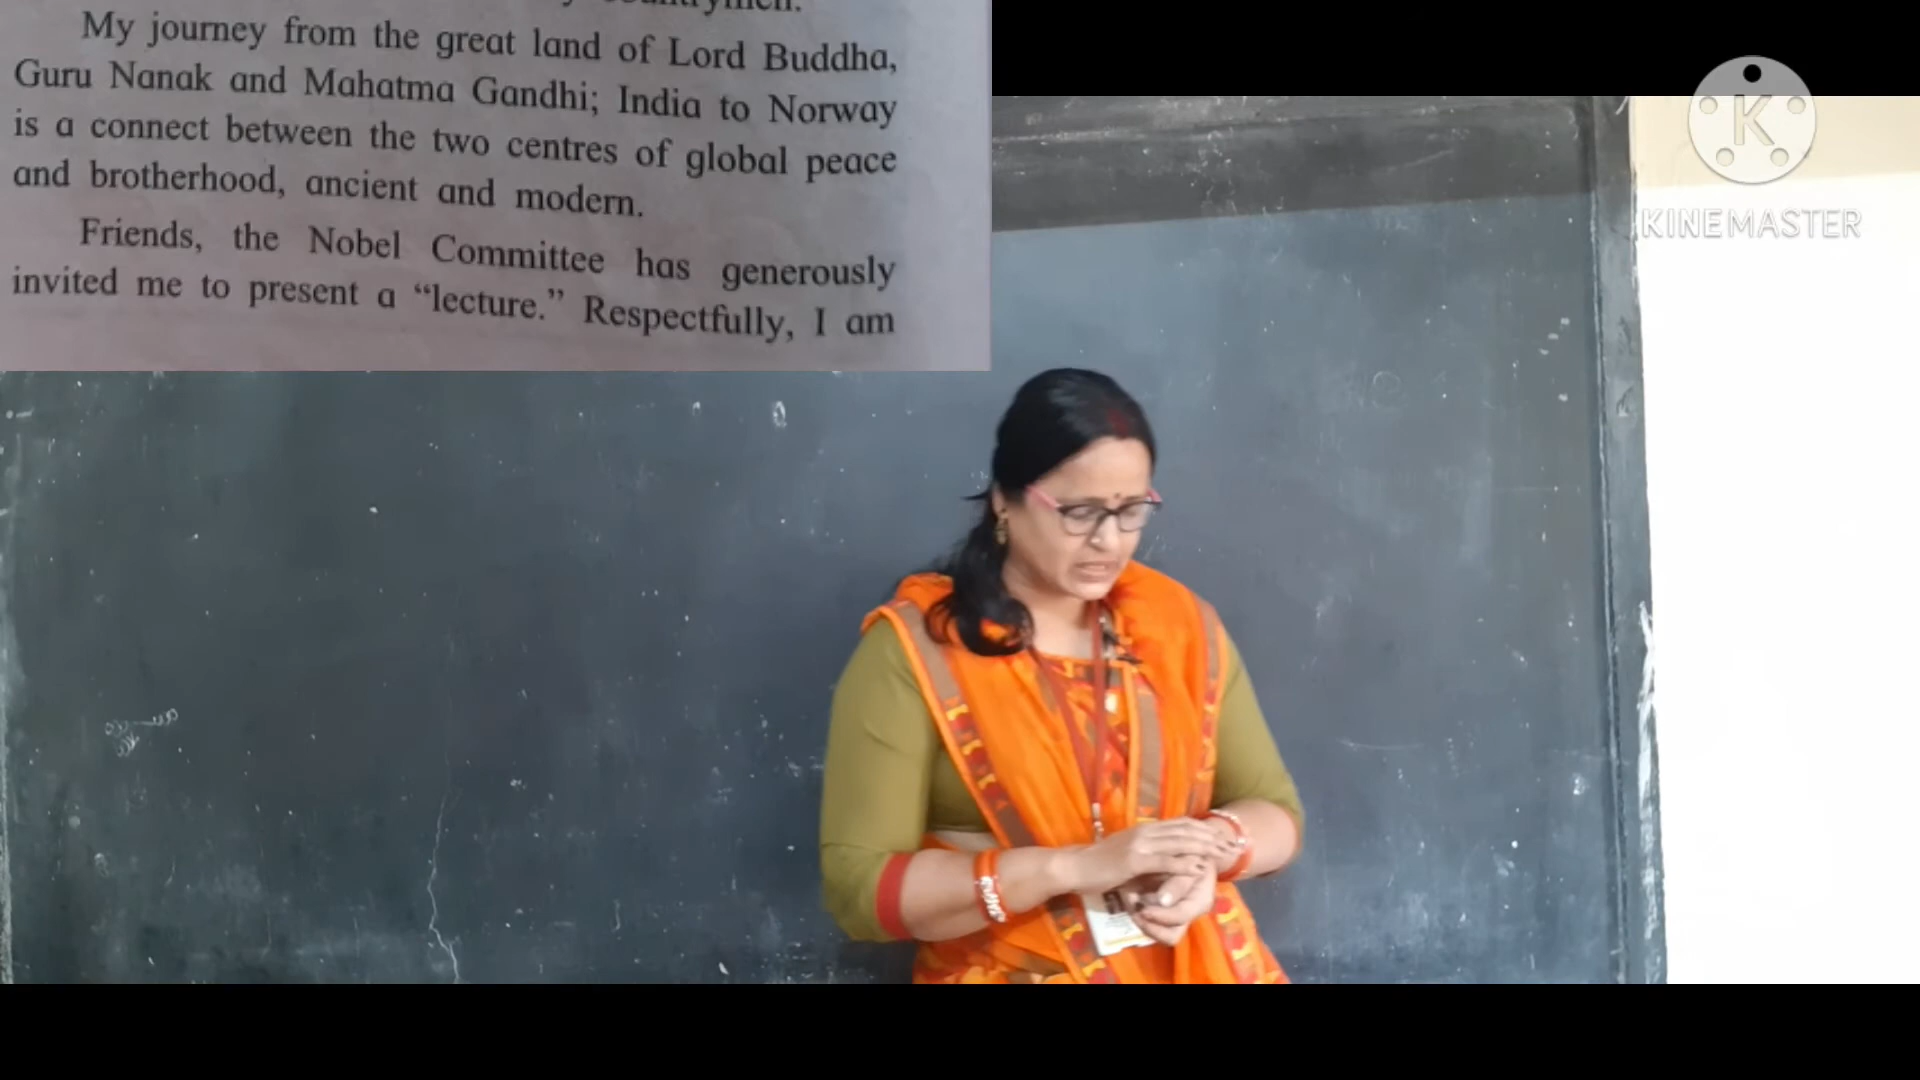 countrymen.
My journey from the great land of Lord Buddha,
Guru Nanak and Mahatma Gandhi; India to Norway
is a connect between the two centres of global peace
and brotherhood, ancient and modern.
Friends, the Nobel Committee has generously
invited me to present a “lecture.” Respectfully, I am
K
KINEMASTER